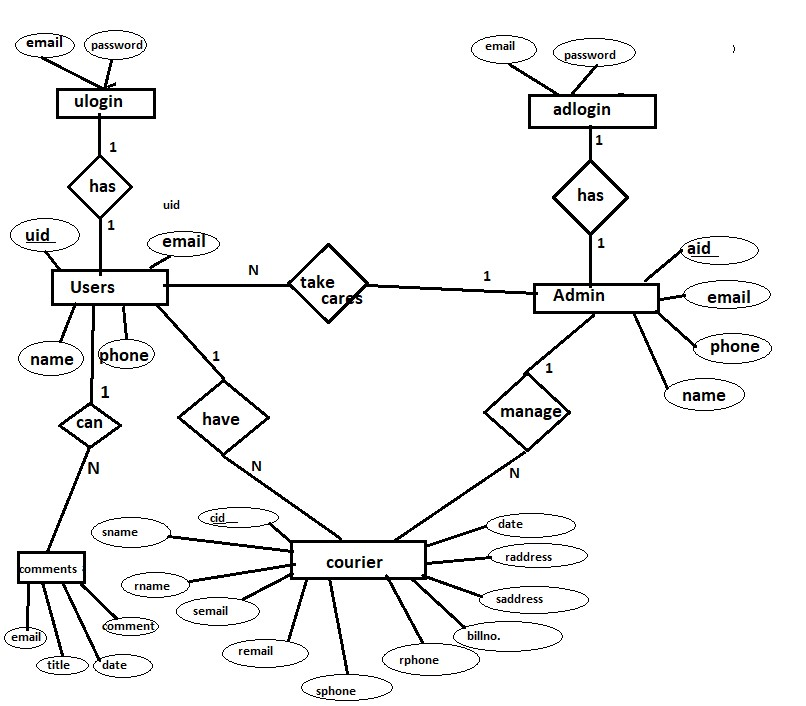 email
password
ulogin
1
has
1
uid
uid
email
Users
name
phone
1
can
N
comments
email
title
date
comment
N
take
cares
1
1
have
N
email
password
)
adlogin
1
has
1
aid
Admin
email
phone
name
1
manage
N
courier
cid
sname
rname
semail
remail
sphone
rphone
billno.
saddress
raddress
date